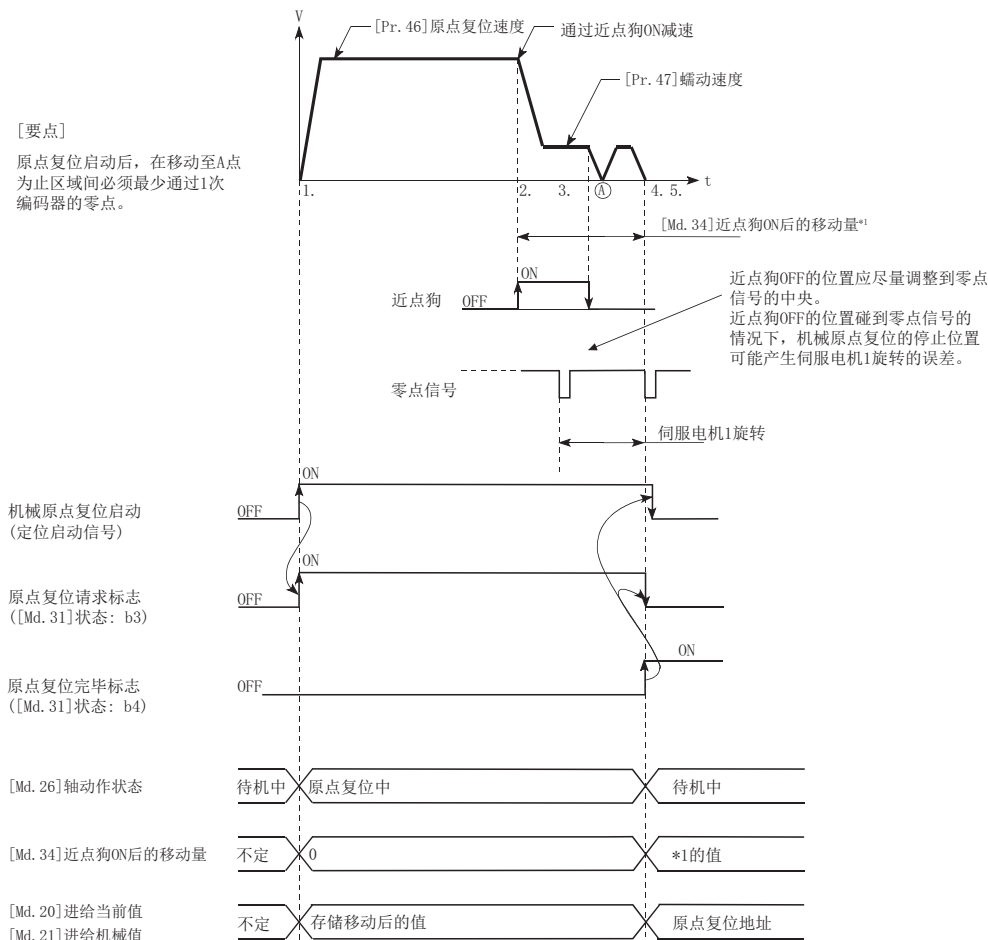 V
[Pr.46]原点复位速度
通过近点狗ON减速
[Pr.47]蠕动速度
[要点]
原点复位启动后，在移动至A点
为止区域间必须最少通过1次
编码器的零点。
1.
2.
3.
Ⓐ
4.5.
t
[Md.34]近点狗ON后的移动量*1
ON
近点狗
OFF
近点狗OFF的位置应尽量调整到零点
信号的中央。
近点狗OFF的位置碰到零点信号的
情况下，机械原点复位的停止位置
可能产生伺服电机1旋转的误差。
零点信号
伺服电机1旋转
ON
机械原点复位启动
(定位启动信号)
OFF
ON
原点复位请求标志
([Md.31]状态: b3)
OFF
ON
原点复位完毕标志
([Md.31]状态: b4)
OFF
[Md.26]轴动作状态
待机中
原点复位中
待机中
[Md.34]近点狗ON后的移动量
不定
0
*1的值
[Md.20]进给当前值
[Md.21]进给机械值
不定
存储移动后的值
原点复位地址